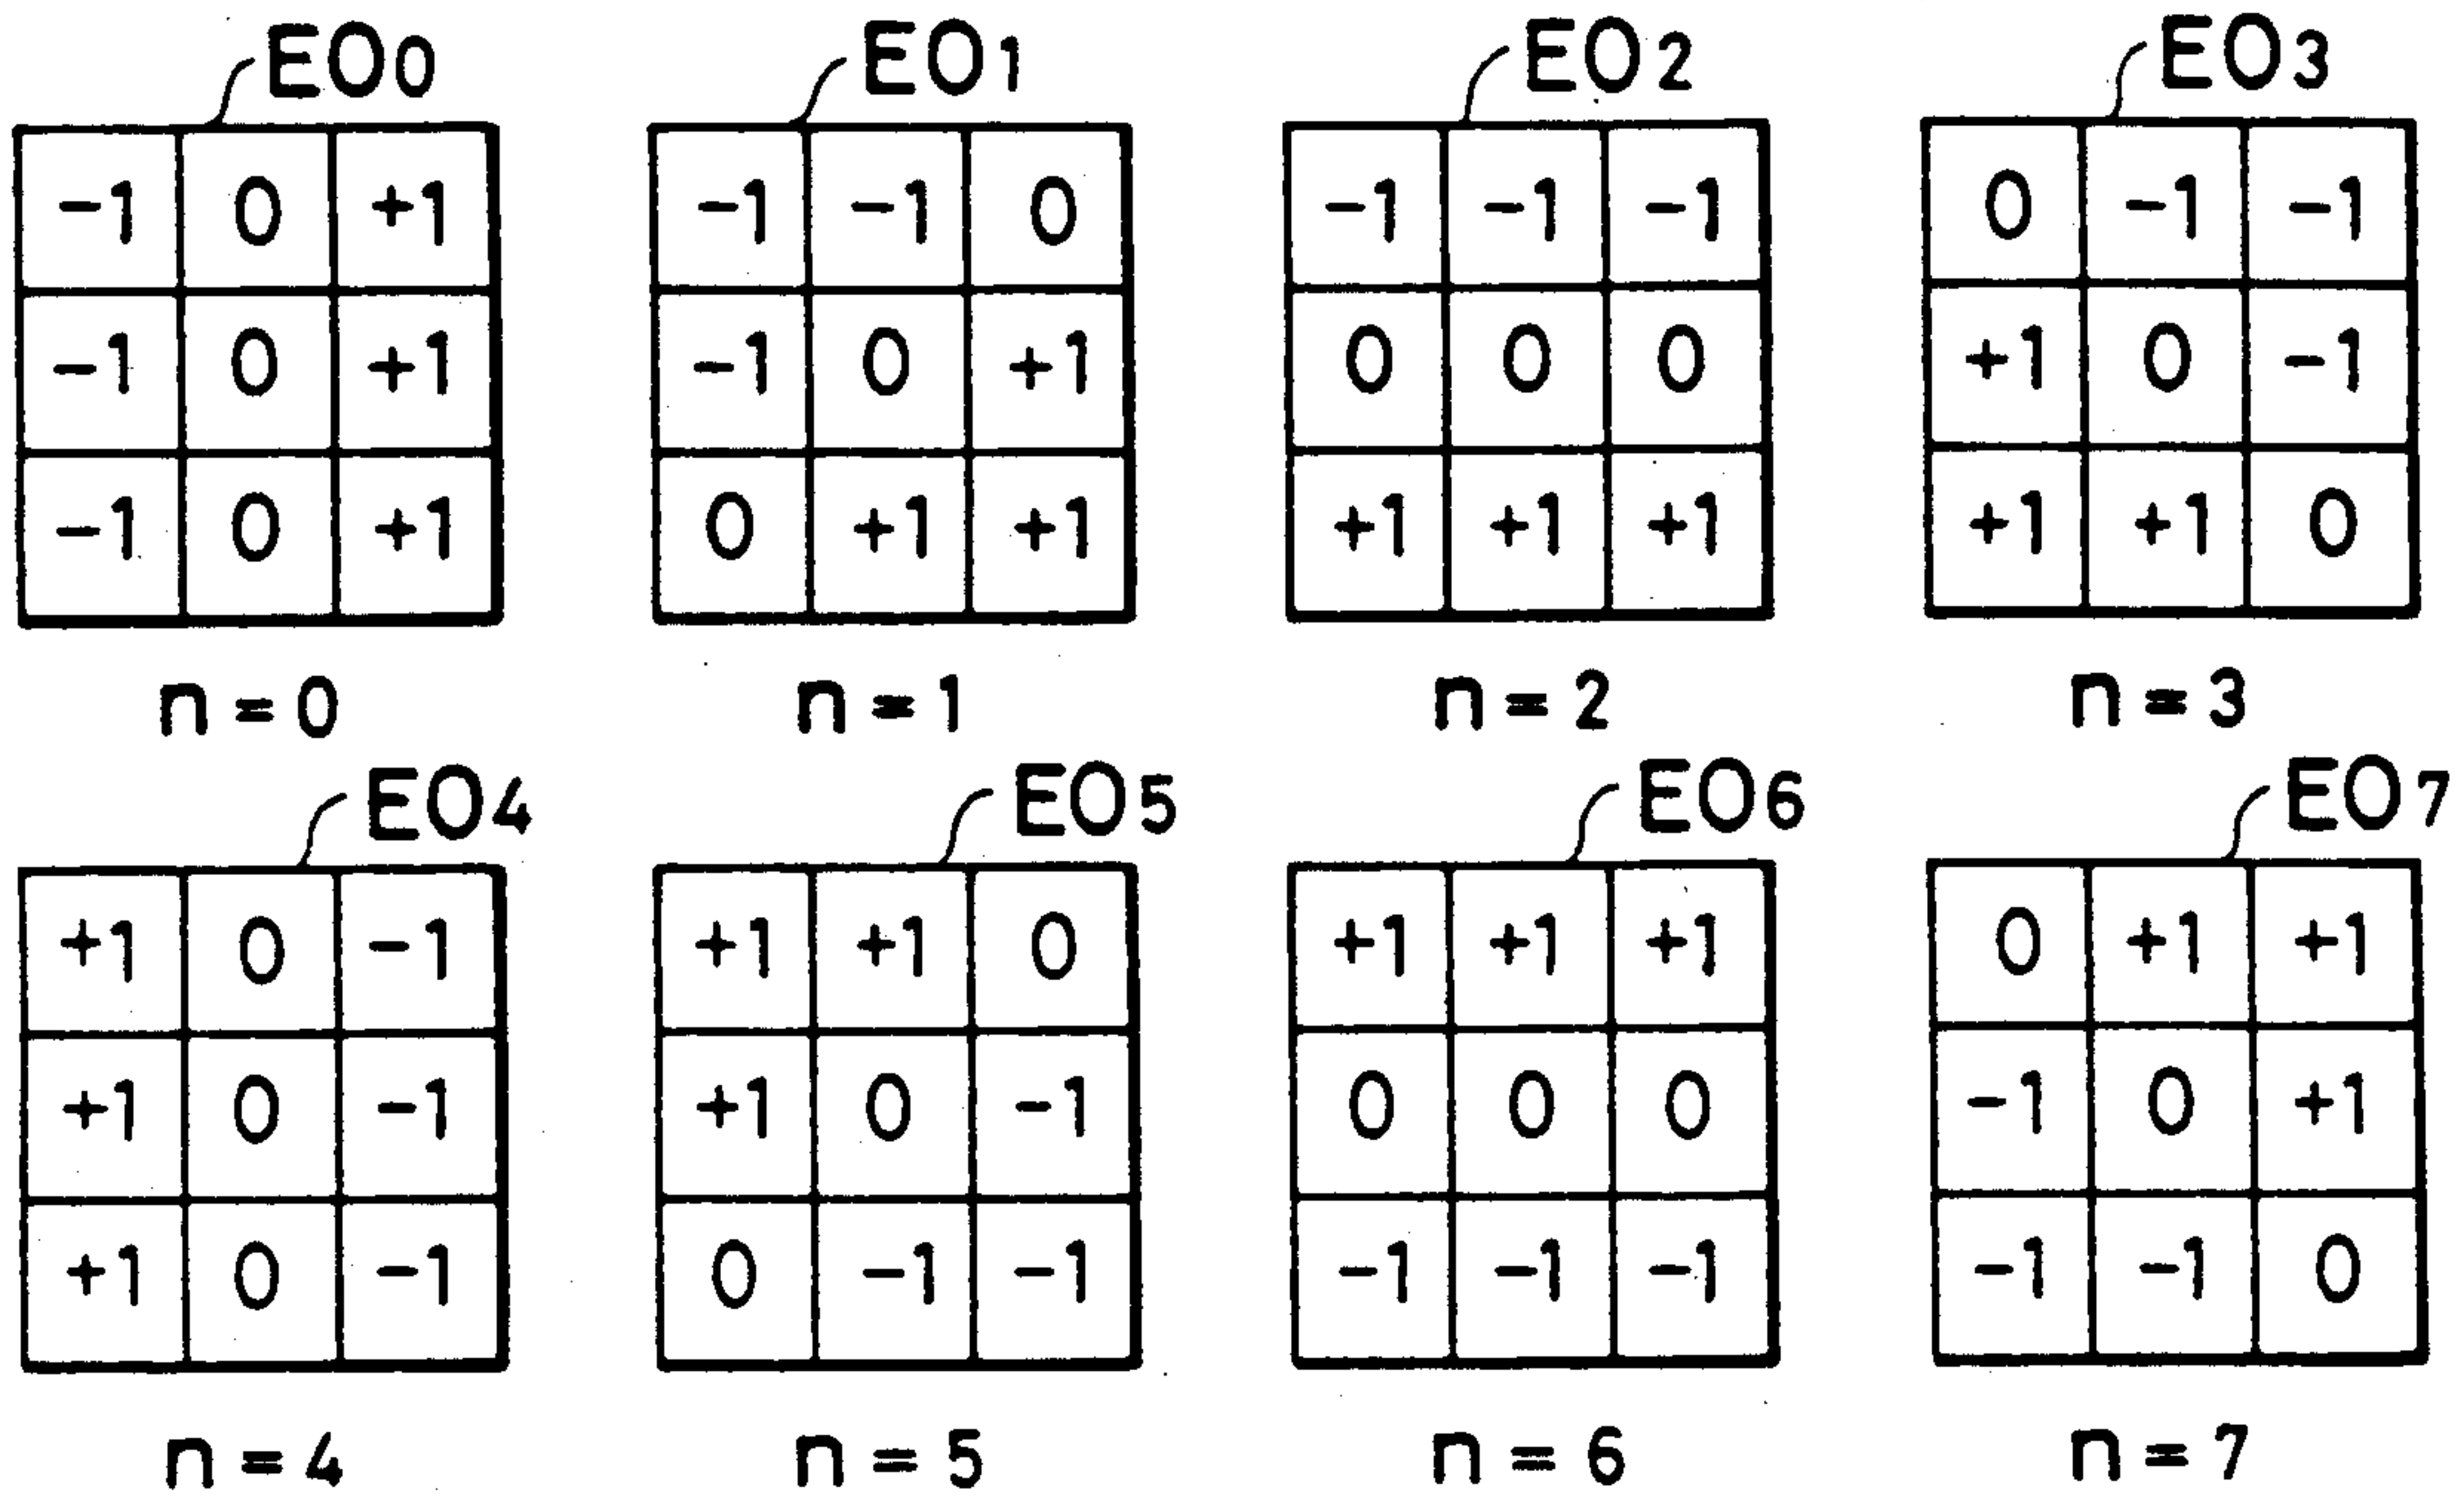 EO0 EO1 EO2 EO3
-1 0 +1 -1 -1 0 -1 -1 -1 0 -1 -1
-1 0 +1 -1 0 +1 0 0 0 +1 0 -1
-1 0 +1 0 +1 +1 +1 +1 +1 +1 +1 0
n=0 n=1 n=2 n=3
EO4 EO5 EO6 EO7
+1 0 -1 +1 +1 0 +1 +1 +1 0 +1 +1
+1 0 -1 +1 0 -1 0 0 0 -1 0 +1
+1 0 -1 0 -1 -1 -1 -1 -1 -1 -1 0
n=4 n=5 n=6 n=7